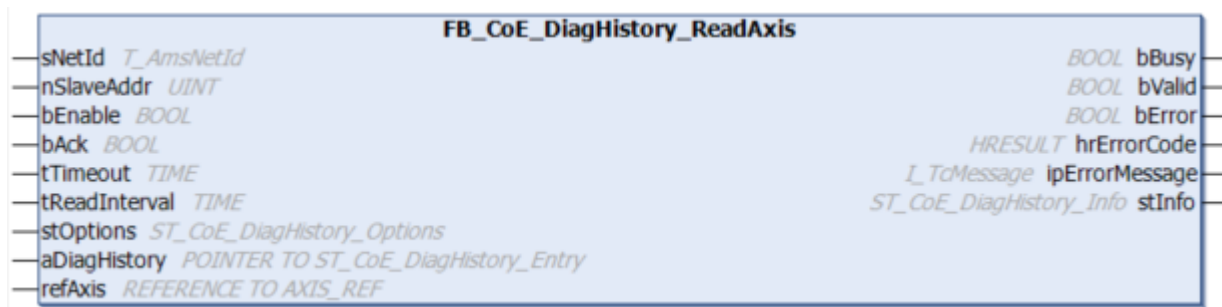 FB_CoE_DiagHistory_ReadAxis
sNetId T_AmsNetId BOOL bBusy
nSlaveAddr UINT BOOL bValid
bEnable BOOL BOOL bError
bAck BOOL HRESULT hrErrorCode
tTimeout TIME I_TcMessage ipErrorMessage
tReadInterval TIME ST_CoE_DiagHistory_Info stInfo
stOptions ST_CoE_DiagHistory_Options
aDiagHistory POINTER TO ST_CoE_DiagHistory_Entry
refAxis REFERENCE TO AXIS_REF